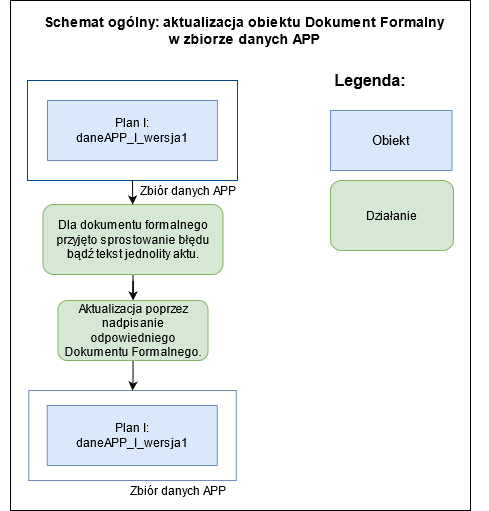 Schemat ogólny: aktualizacja obiektu Dokument Formalny
w zbiorze danych APP
Legenda:
Plan I:
daneAPP_I_wersja1
Obiekt
Zbiór danych APP
Działanie
Dla dokumentu formalnego
przyjęto sprostowanie błędu
bądź tekst jednolity aktu.
Aktualizacja poprzez
nadpisanie
odpowiedniego
Dokumentu Formalnego.
Plan I:
daneAPP_I_wersja1
Zbiór danych APP